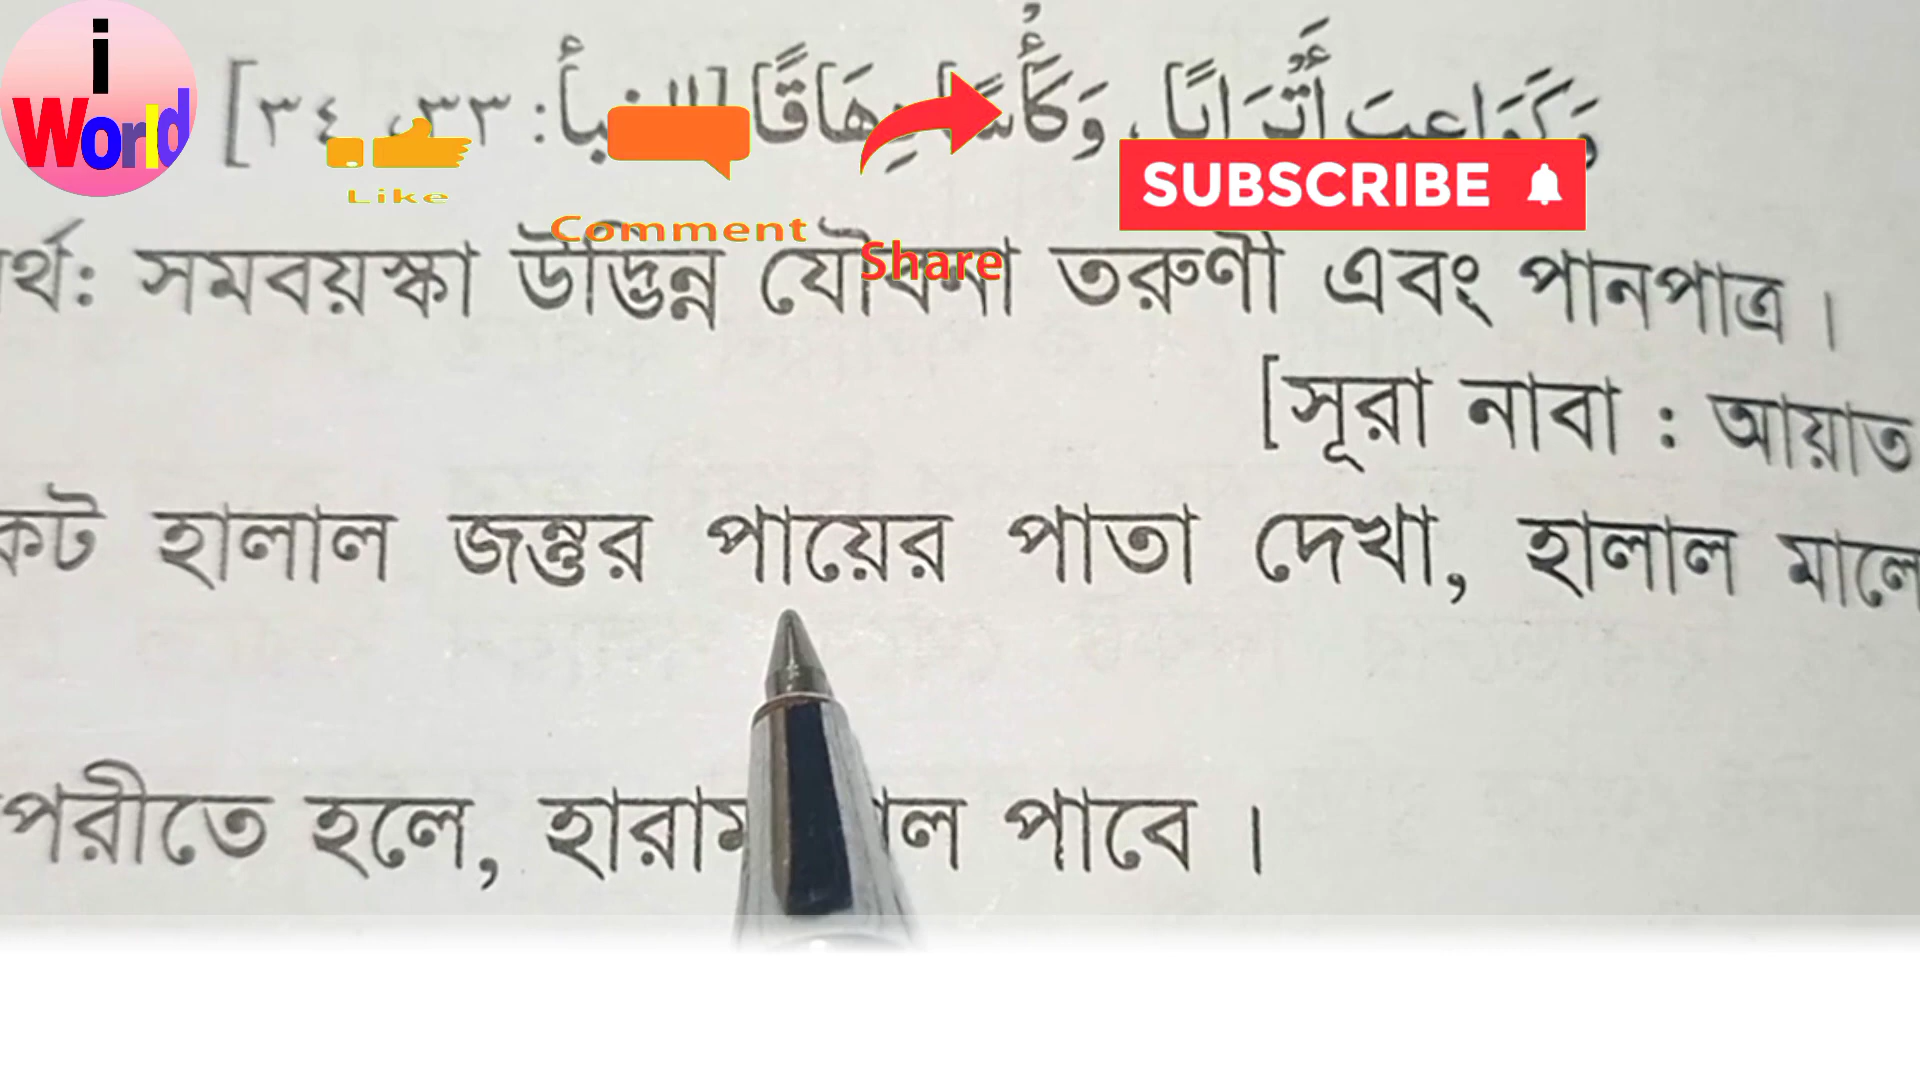 i
World
وَكَوَاعِبَ أَتْرَابًا ، وَكَأْسًا دِهَاقًا [النبأ: ٣٣، ٣٤]
র্থ: সমবয়স্কা উদ্ভিন্ন যৌবনা তরুণী এবং পানপাত্র ।
Like
Comment
Share
SUBSCRIBE
[সূরা নাবা : আয়াত
কট হালাল জন্তুর পায়ের পাতা দেখা, হালাল মালে
পরীতে হলে, হারাম পাবে ।